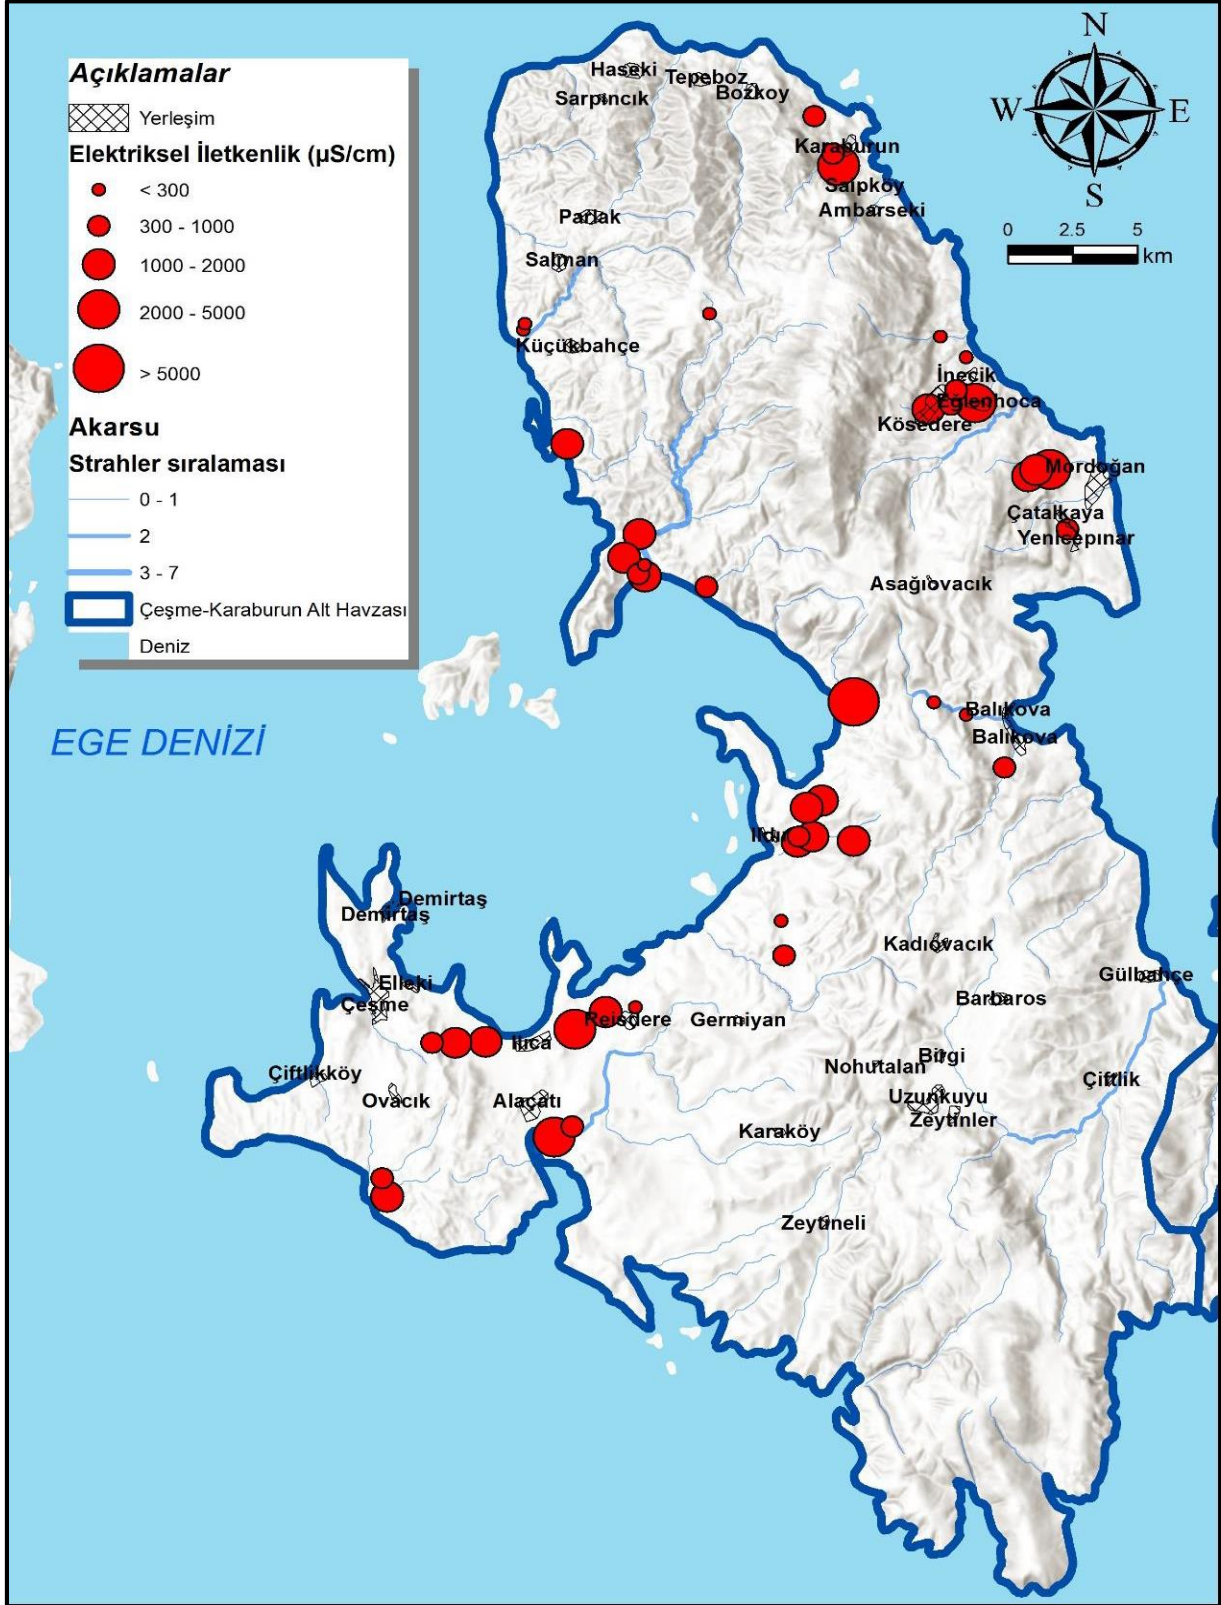 Açıklamalar
Yerleşim
Elektriksel İletkenlik (µS/cm)
< 300
300 - 1000
1000 - 2000
2000 - 5000
> 5000
Akarsu
Strahler sıralaması
0 - 1
2
3 - 7
Çeşme-Karaburun Alt Havzası
Deniz
N
W
E
S
0 2.5 5
km
EGE DENİZİ
Haseki
Tepeboz
Bozkoy
Sarpıncık
Karaburun
Saipköy
Ambarseki
Parlak
Salman
Küçükbahçe
İnecik
Eğlenhoca
Kösedere
Mordoğan
Çatalkaya
Yenicepınar
Asağıovacık
Balıkova
Balıkova
Ildır
Demirtaş
Demirtaş
Kadıovacık
Elleki
Çeşme
Gülbahçe
Barbaros
Reisdere
Germiyan
Ilıca
Birgi
Nohutalan
Çiftlikköy
Çiftlik
Ovacık
Alaçatı
Uzunkuyu
Zeytinler
Karaköy
Zeytineli